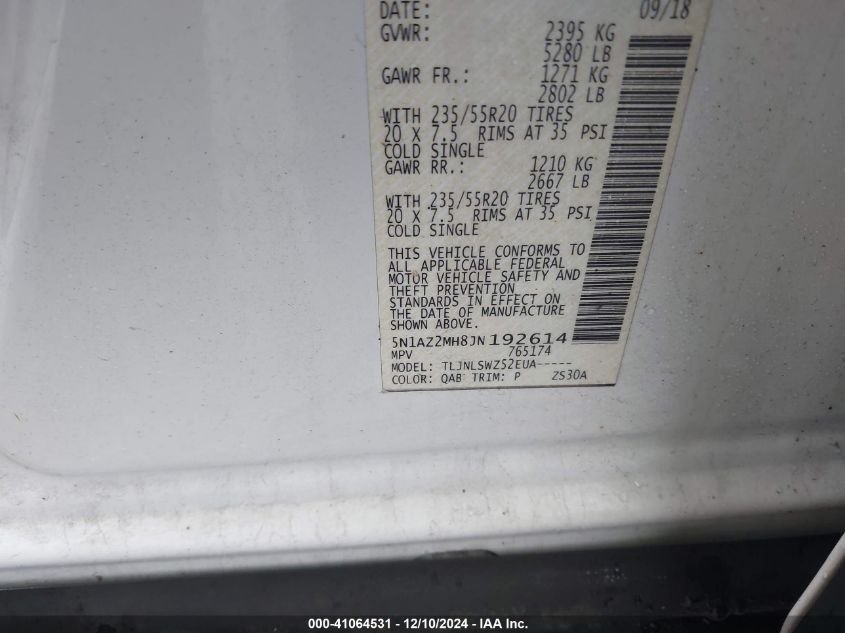 DATE: 09/18
GVWR: 2395 KG
5280 LB
GAWR FR.: 1271 KG
2802 LB
WITH 235/55R20 TIRES
20 X 7.5 RIMS AT 35 PSI
COLD SINGLE
GAWR RR.: 1210 KG
2667 LB
WITH 235/55R20 TIRES
20 X 7.5 RIMS AT 35 PSI
COLD SINGLE
THIS VEHICLE CONFORMS TO
ALL APPLICABLE FEDERAL
MOTOR VEHICLE SAFETY AND
THEFT PREVENTION
STANDARDS IN EFFECT ON
THE DATE OF MANUFACTURE
SHOWN ABOVE.
5N1AZ2MH8JN192614
MPV 765174
MODEL: TLJNLSWZ52EUA-----
COLOR: QAB TRIM: P ZS30A
000-41064531 - 12/10/2024 - IAA Inc.